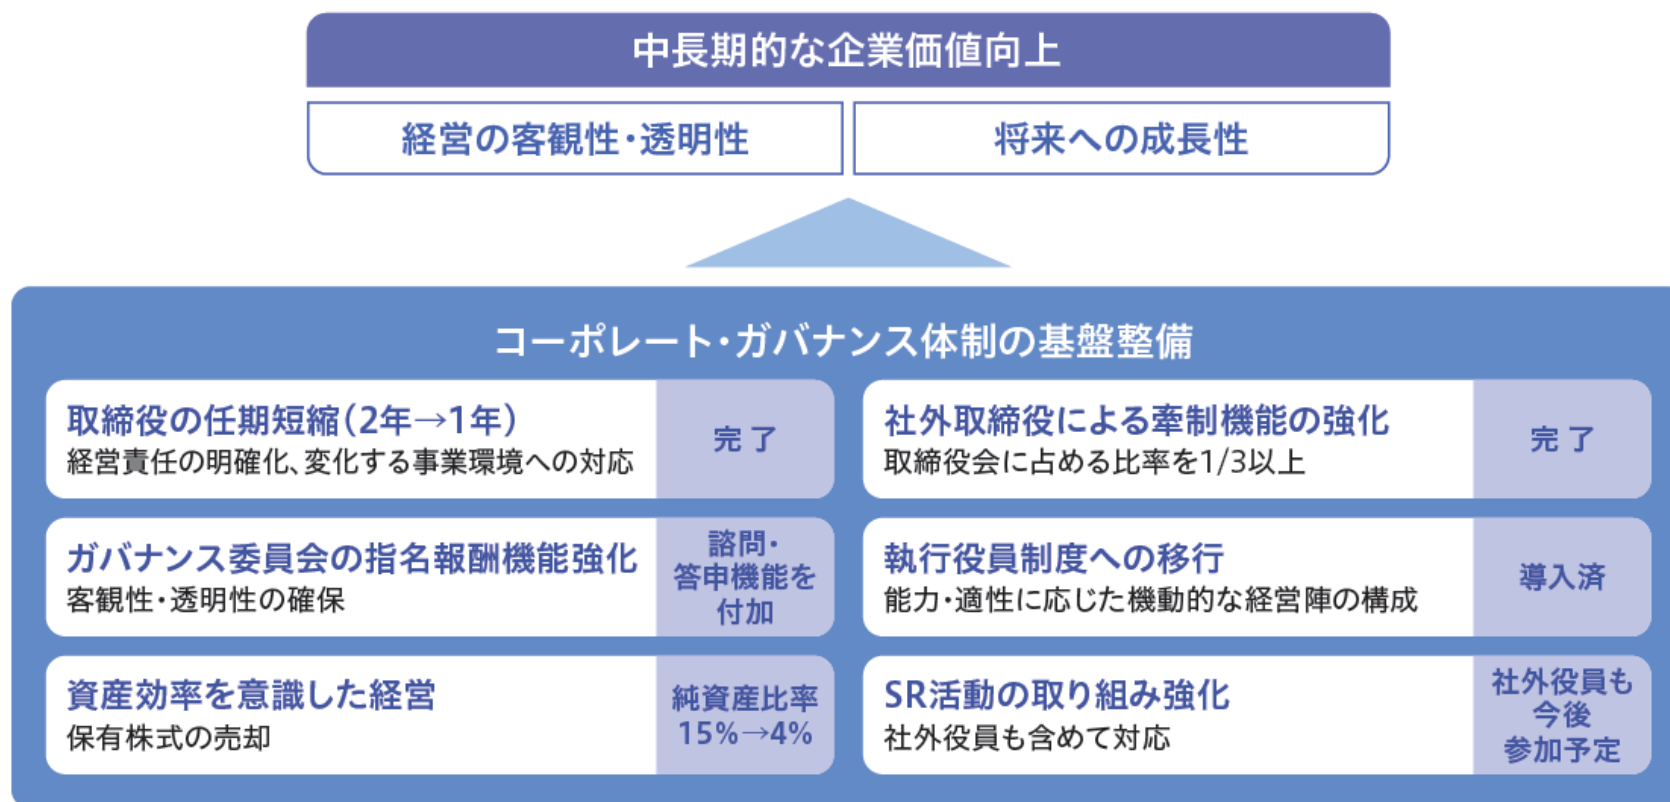 中長期的な企業価値向上
経営の客観性・透明性
将来への成長性
コーポレート・ガバナンス体制の基盤整備
取締役の任期短縮(2年→1年)
経営責任の明確化、変化する事業環境への対応
完了
社外取締役による牽制機能の強化
取締役会に占める比率を1/3以上
完了
ガバナンス委員会の指名報酬機能強化
客観性・透明性の確保
諮問・
答申機能を
付加
執行役員制度への移行
能力・適性に応じた機動的な経営陣の構成
導入済
資産効率を意識した経営
保有株式の売却
純資産比率
15%→4%
SR活動の取り組み強化
社外役員も含めて対応
社外役員も
今後
参加予定